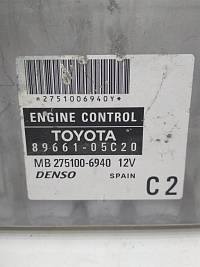 *2751006940Y*
ENGINE CONTROL
TOYOTA
89661-05C20
MB 275100-6940 12V
DENSO SPAIN C2